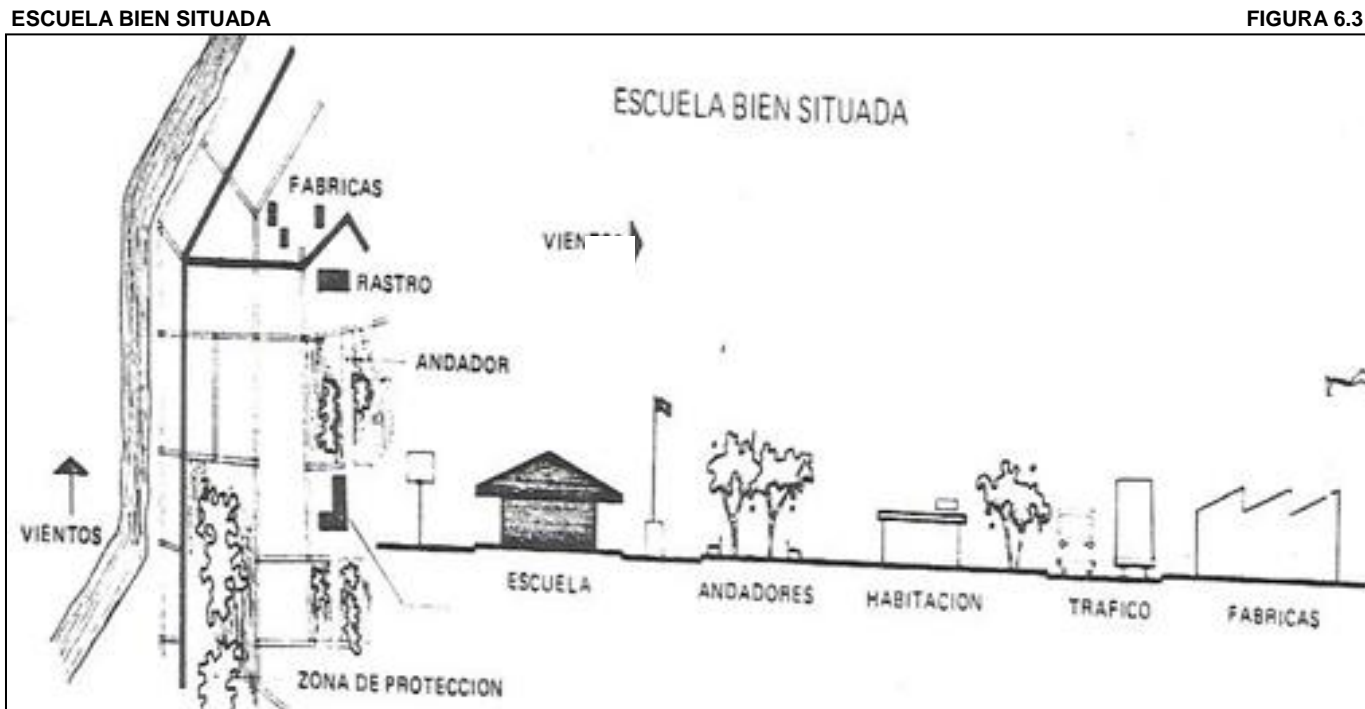 ESCUELA BIEN SITUADA FIGURA 6.3
ESCUELA BIEN SITUADA
FABRICAS
RASTRO
ANDADOR
VIENTOS
ESCUELA
ANDADORES
HABITACION
TRAFICO
FABRICAS
ZONA DE PROTECCION